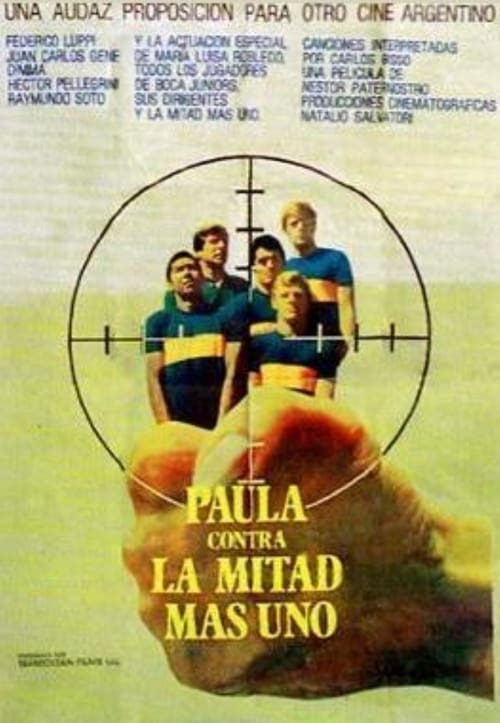 UNA AUDAZ PROPOSICION PARA OTRO CINE ARGENTINO
FEDERICO LUPPI
JUAN CARLOS GENE
DNIMA
HECTOR PELLEGRINI
RAYMUNDO SOTO
Y LA ACTUACION ESPECIAL
DE MARIA LUISA ROBLEDO,
TODOS LOS JUGADORES
DE BOCA JUNIORS,
SUS DIRIGENTES
Y LA MITAD MAS UNO.
CANCIONES INTERPRETADAS
POR CARLOS BISSO
UNA PELICULA DE
NESTOR PATERNOSTRO
PRODUCCIONES CINEMATOGRAFICAS
NATALIO SALVATORI
PAULA
CONTRA
LA MITAD
MAS UNO